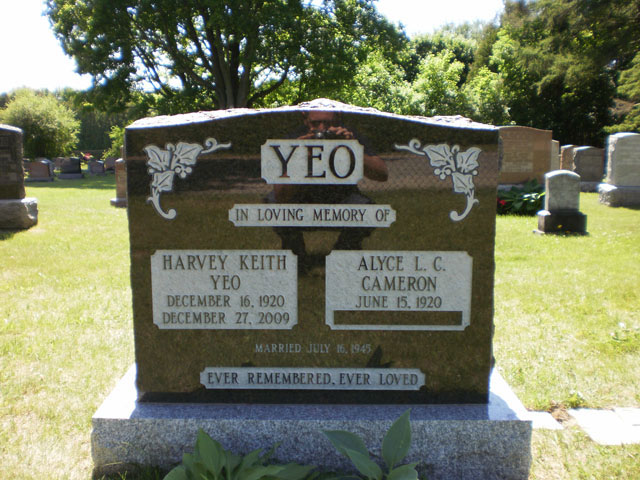 YEO
IN LOVING MEMORY OF
HARVEY KEITH
YEO
DECEMBER 16, 1920
DECEMBER 27, 2009
ALYCE L. C.
CAMERON
JUNE 15, 1920
MARRIED JULY 16, 1945
EVER REMEMBERED, EVER LOVED